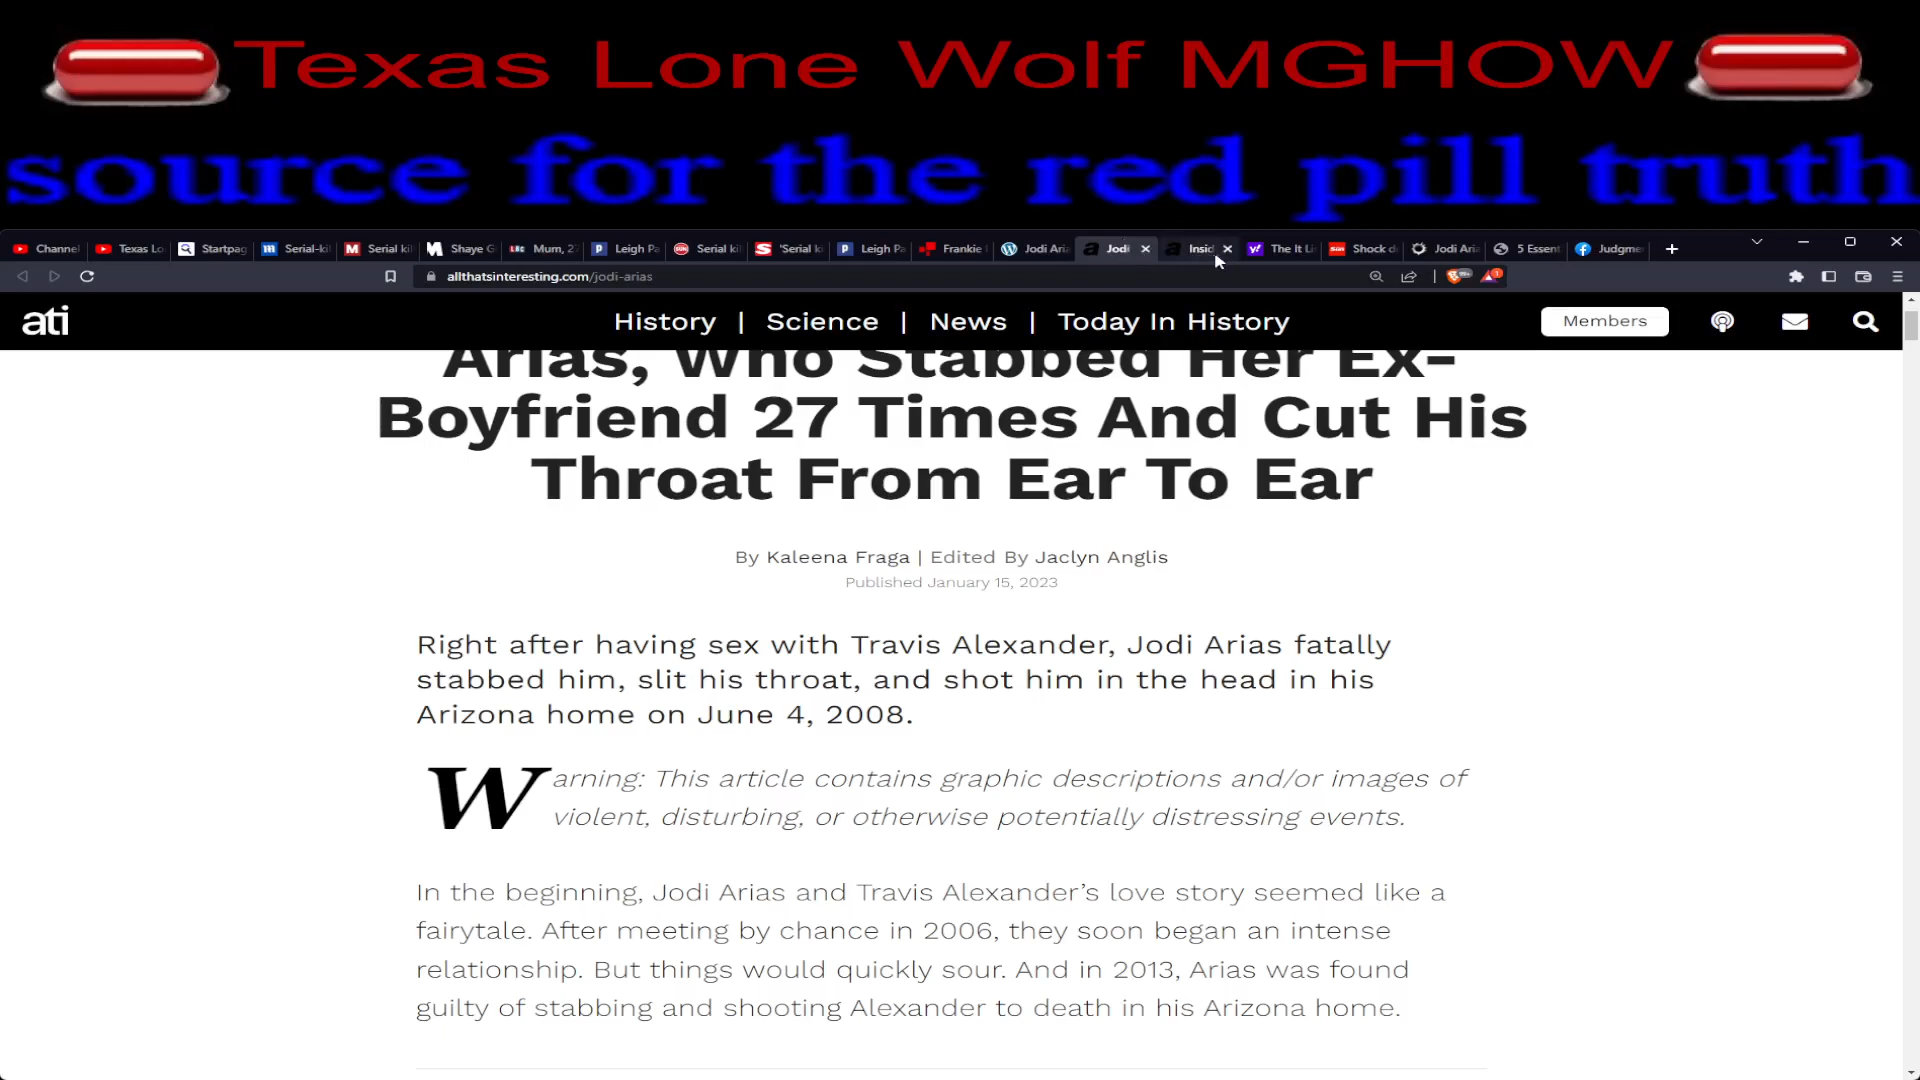 Texas Lone Wolf MGHOW
source for the red pill truth
Channel Texas Lo Startpag Serial-kil Serial kil Shaye G Mum, 27 Leigh Pa Serial kil 'Serial ki Leigh Pa Frankie Jodi Aria Jodi Insid The It Li Shock d Jodi Aria 5 Essent Judgme
allthatsinteresting.com/jodi-arias
ati History | Science | News | Today In History Members
Arias, Who Stabbed Her Ex-
Boyfriend 27 Times And Cut His
Throat From Ear To Ear
By Kaleena Fraga | Edited By Jaclyn Anglis
Published January 15, 2023
Right after having sex with Travis Alexander, Jodi Arias fatally
stabbed him, slit his throat, and shot him in the head in his
Arizona home on June 4, 2008.
Warning: This article contains graphic descriptions and/or images of
violent, disturbing, or otherwise potentially distressing events.
In the beginning, Jodi Arias and Travis Alexander's love story seemed like a
fairytale. After meeting by chance in 2006, they soon began an intense
relationship. But things would quickly sour. And in 2013, Arias was found
guilty of stabbing and shooting Alexander to death in his Arizona home.